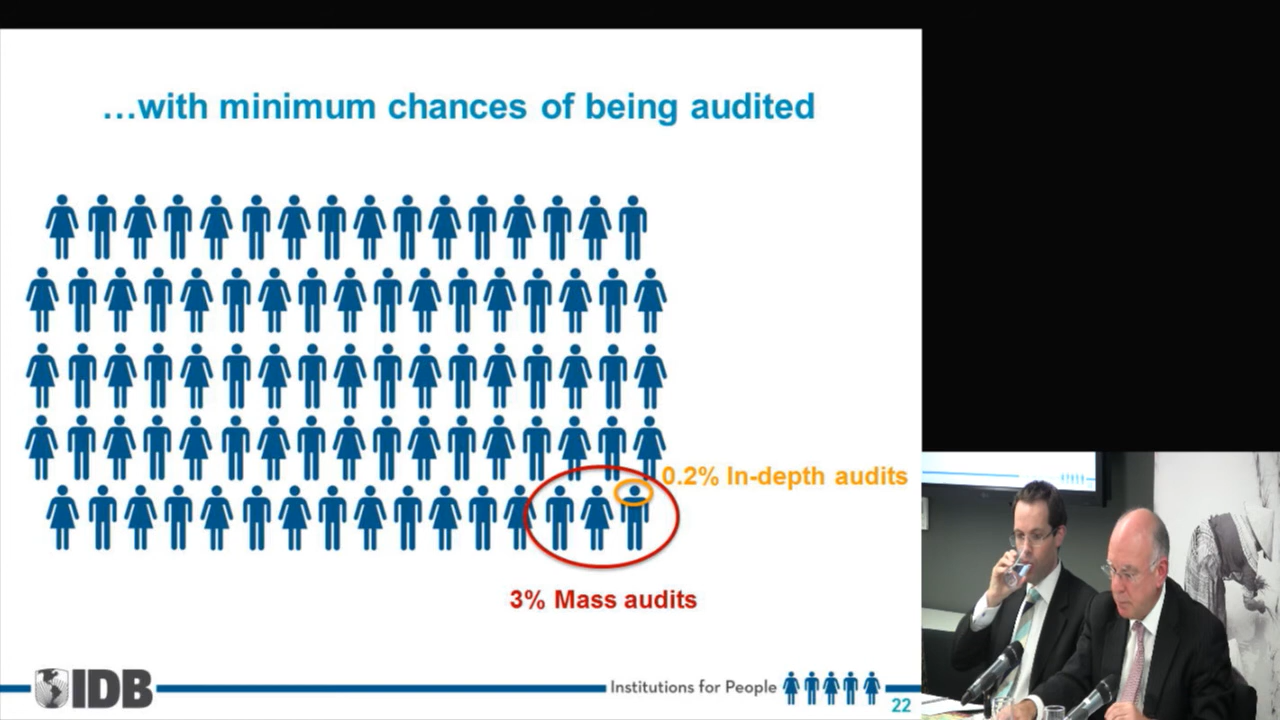 …with minimum chances of being audited
0.2% In-depth audits
3% Mass audits
IDB
Institutions for People
22